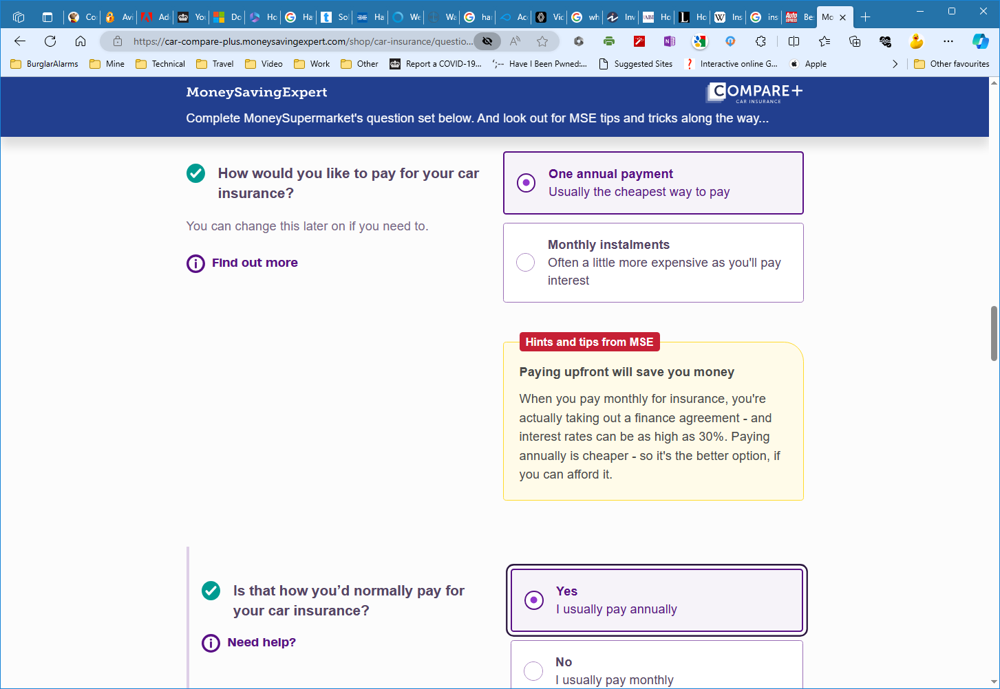 Co
Avi
Ad
Yo
Do
Ho
Ha
So
Ha
We
Wa
har
Acc
Vic
wh
Inv
Ho
Ho
Ins
ins
Be
Mo
https://car-compare-plus.moneysavingexpert.com/shop/car-insurance/questio...
BurglarAlarms
Mine
Technical
Travel
Video
Work
Other
Report a COVID-19...
Have I Been Pwned:...
Suggested Sites
Interactive online G...
Apple
Other favourites
MoneySavingExpert
COMPARE+
CAR INSURANCE
Complete MoneySupermarket's question set below. And look out for MSE tips and tricks along the way...
How would you like to pay for your car
insurance?
You can change this later on if you need to.
Find out more
One annual payment
Usually the cheapest way to pay
Monthly instalments
Often a little more expensive as you'll pay
interest
Hints and tips from MSE
Paying upfront will save you money
When you pay monthly for insurance, you're
actually taking out a finance agreement - and
interest rates can be as high as 30%. Paying
annually is cheaper - so it's the better option, if
you can afford it.
Is that how you’d normally pay for
your car insurance?
Need help?
Yes
I usually pay annually
No
I usually pay monthly